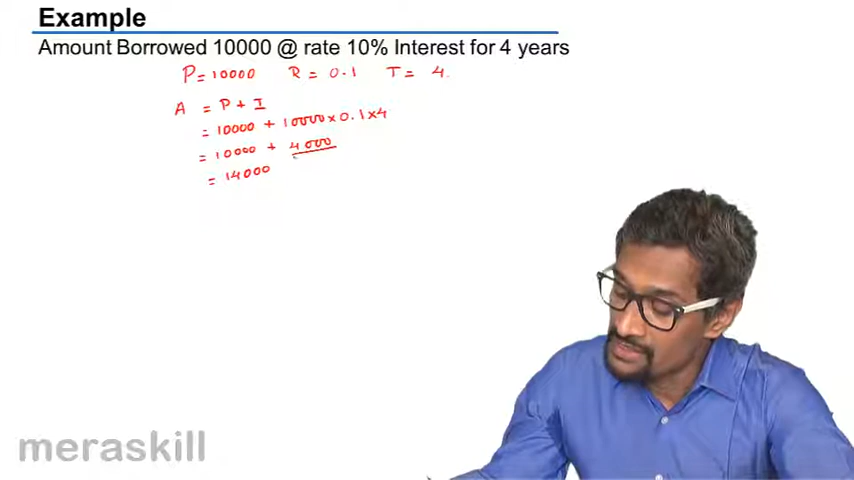 Example
Amount Borrowed 10000 @ rate 10% Interest for 4 years
P = 10000 R = 0.1 T = 4.
A = P + I
= 10000 + 10000 x 0.1 x 4
= 10000 + 4000
= 14000
meraskill